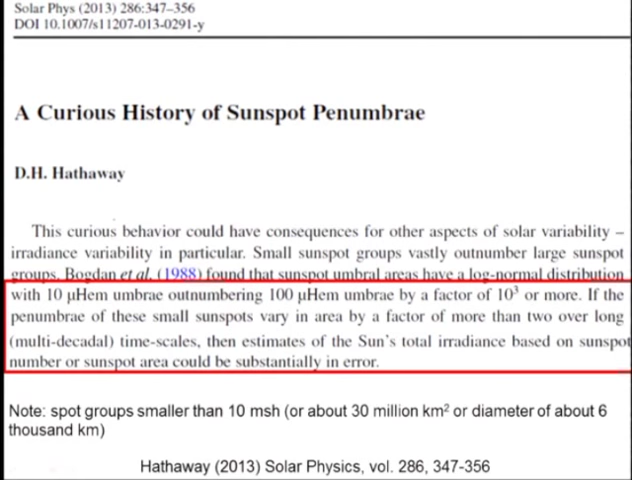 Solar Phys (2013) 286:347–356
DOI 10.1007/s11207-013-0291-y
A Curious History of Sunspot Penumbrae
D.H. Hathaway
This curious behavior could have consequences for other aspects of solar variability –
irradiance variability in particular. Small sunspot groups vastly outnumber large sunspot
groups. Bogdan et al. (1988) found that sunspot umbral areas have a log-normal distribution
with 10 μHem umbrae outnumbering 100 μHem umbrae by a factor of 10³ or more. If the
penumbrae of these small sunspots vary in area by a factor of more than two over long
(multi-decadal) time-scales, then estimates of the Sun's total irradiance based on sunspot
number or sunspot area could be substantially in error.
Note: spot groups smaller than 10 msh (or about 30 million km² or diameter of about 6
thousand km)
Hathaway (2013) Solar Physics, vol. 286, 347-356